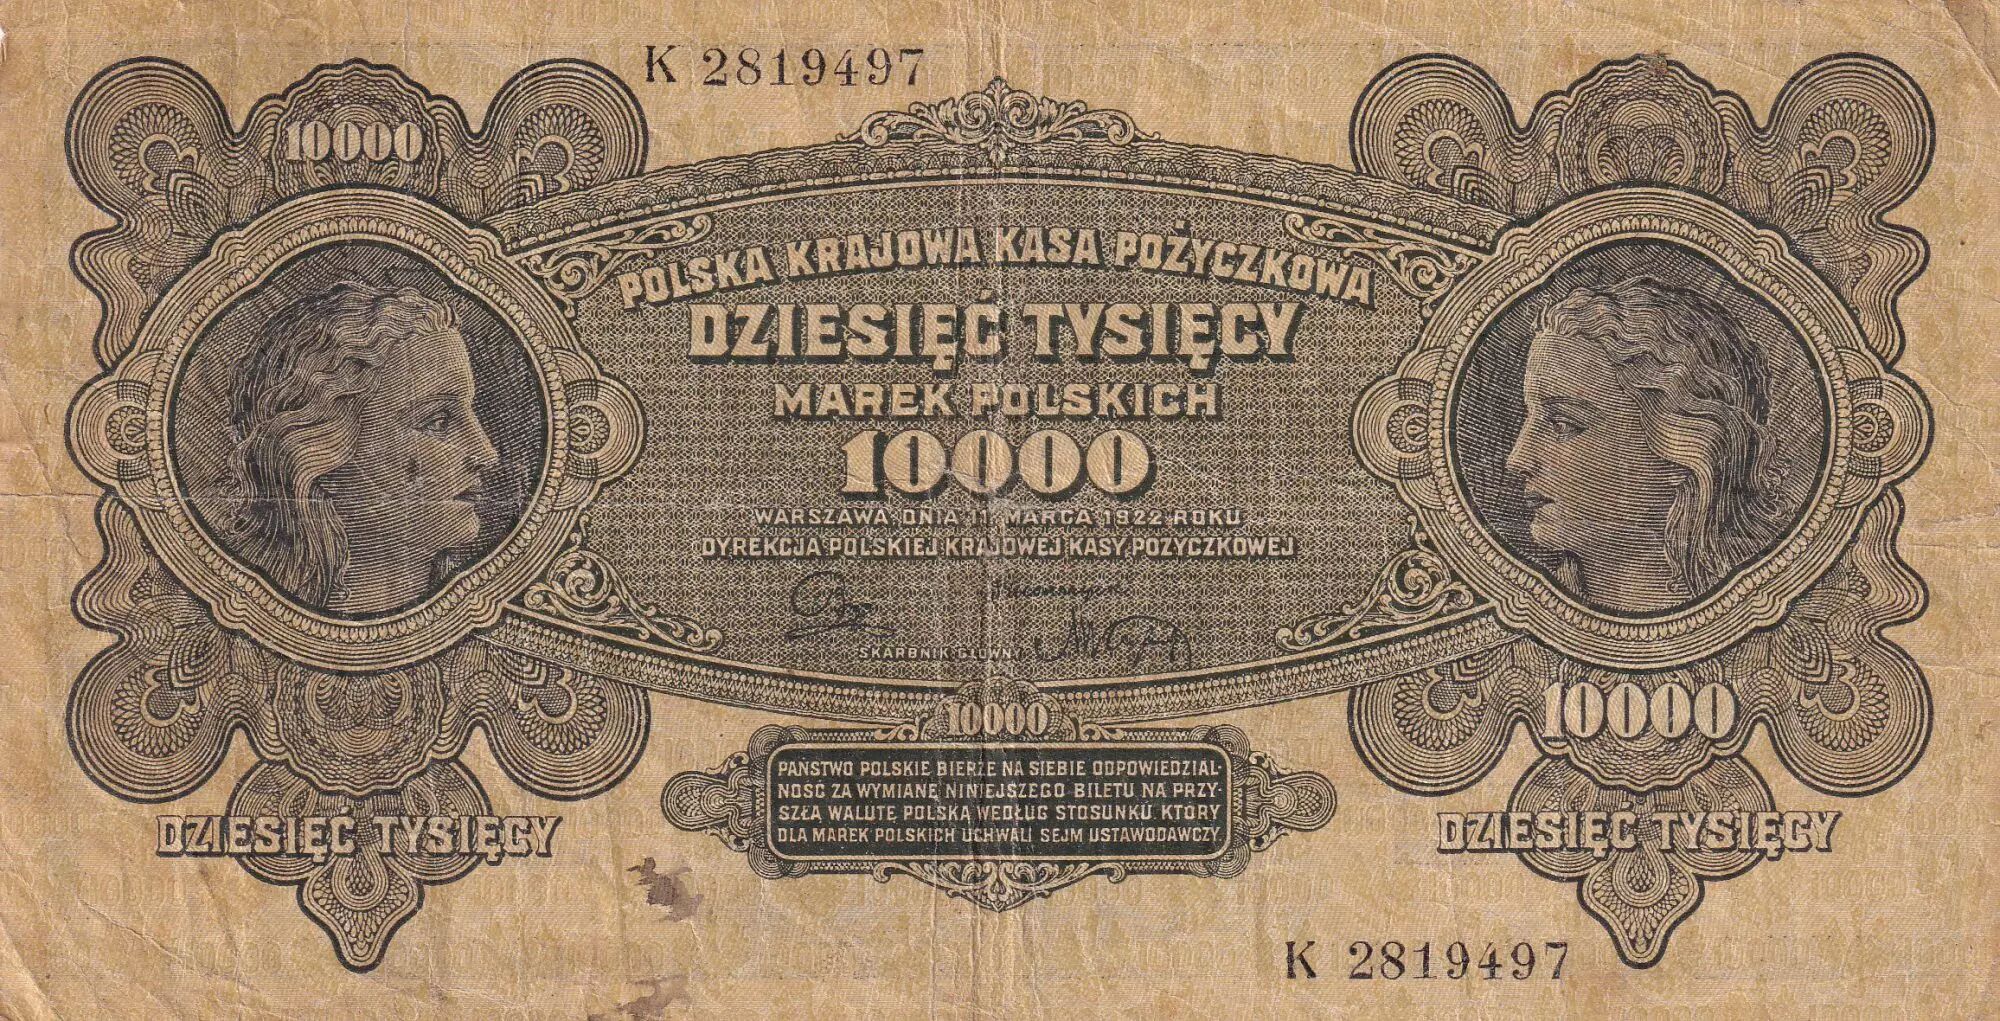 K 2819497
10000
POLSKA KRAJOWA KASA POŻYCZKOWA
DZIESIĘĆ TYSIĘCY
MAREK POLSKICH
10000
WARSZAWA, DNIA 11 MARCA 1922 ROKU
DYREKCJA POLSKIEJ KRAJOWEJ KASY POŻYCZKOWEJ
SKARBNIK GŁÓWNY
10000
10000
PAŃSTWO POLSKIE BIERZE NA SIEBIE ODPOWIEDZIAL-
NOŚĆ ZA WYMIANĘ NINIEJSZEGO BILETU NA PRZY-
SZŁĄ WALUTĘ POLSKĄ WEDŁUG STOSUNKU, KTÓRY
DLA MAREK POLSKICH UCHWALI SEJM USTAWODAWCZY.
DZIESIĘĆ TYSIĘCY
DZIESIĘĆ TYSIĘCY
K 2819497